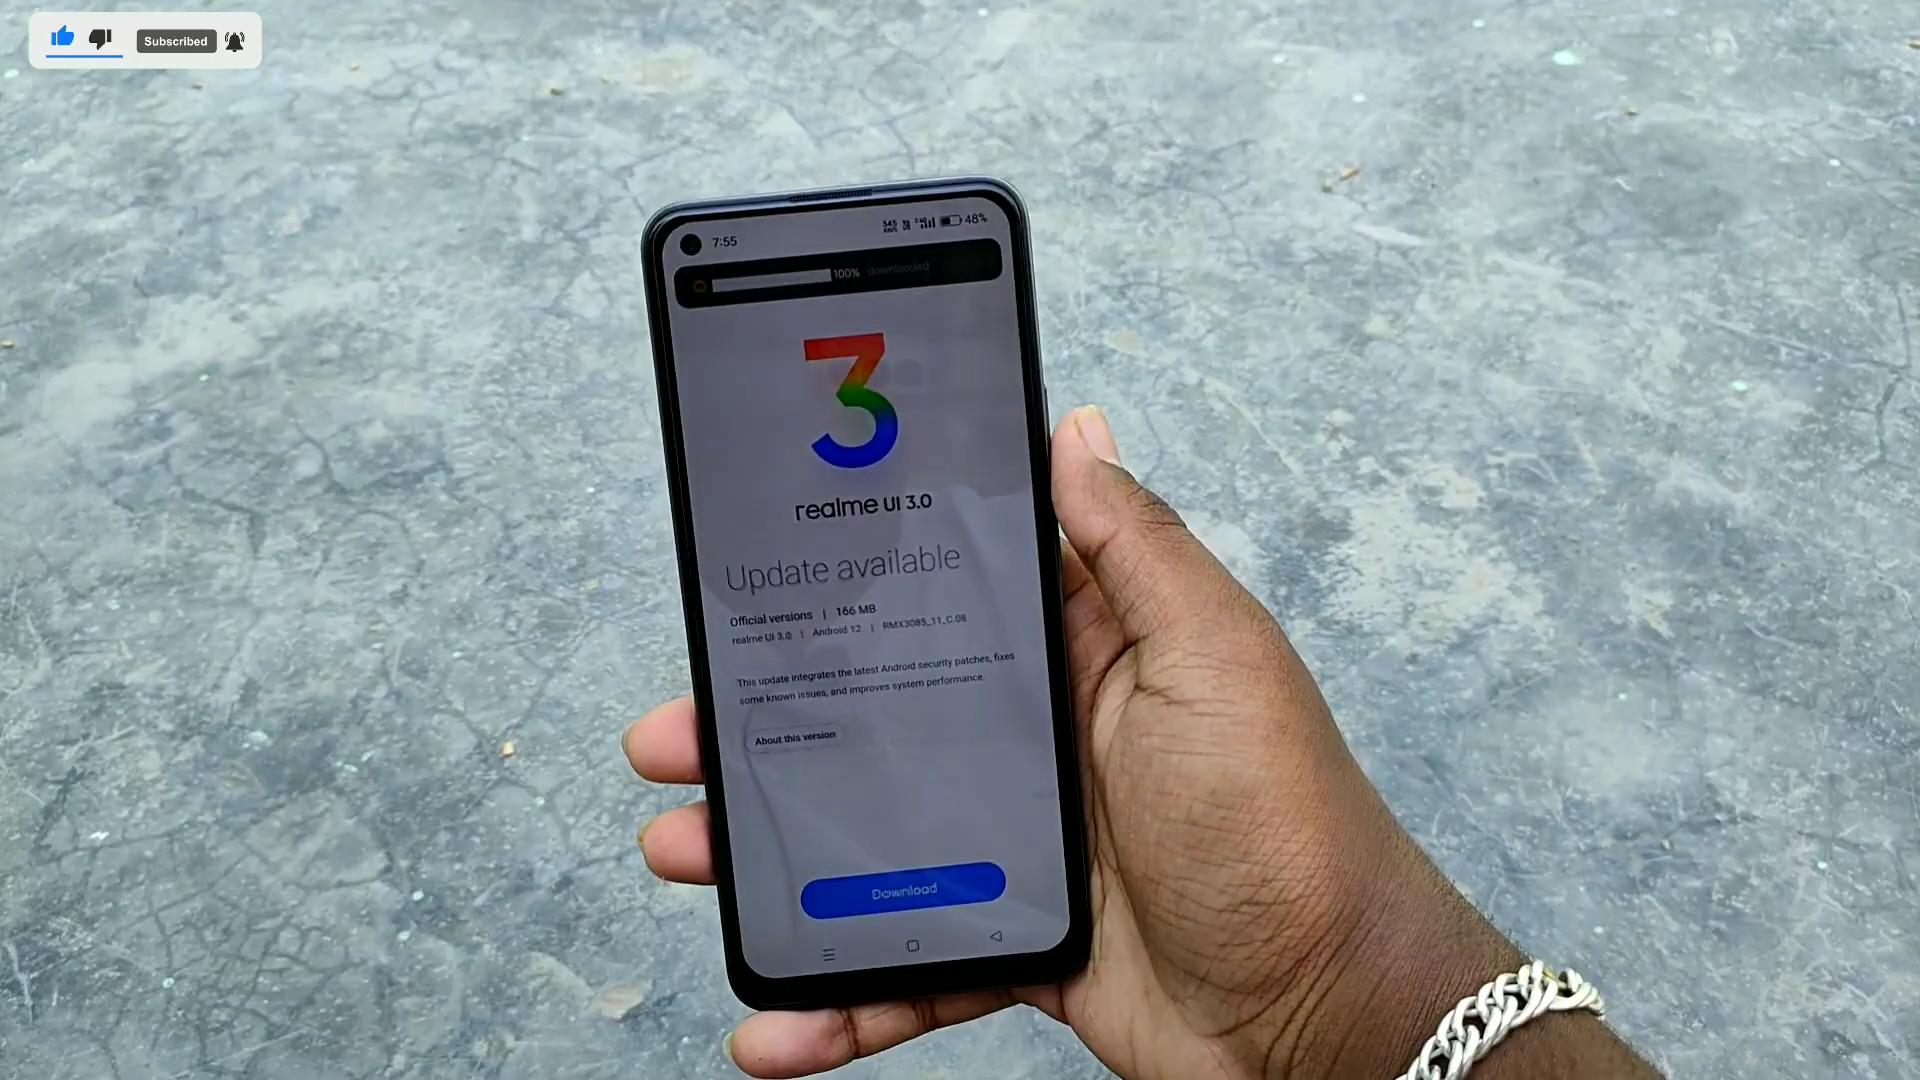 Subscribed
7:55
48%
100% downloaded
3
realme UI 3.0
Update available
Official versions | 166 MB
realme UI 3.0 | Android 12 | RMX3085_11_C.08
This update integrates the latest Android security patches, fixes
some known issues, and improves system performance.
About this version
Download